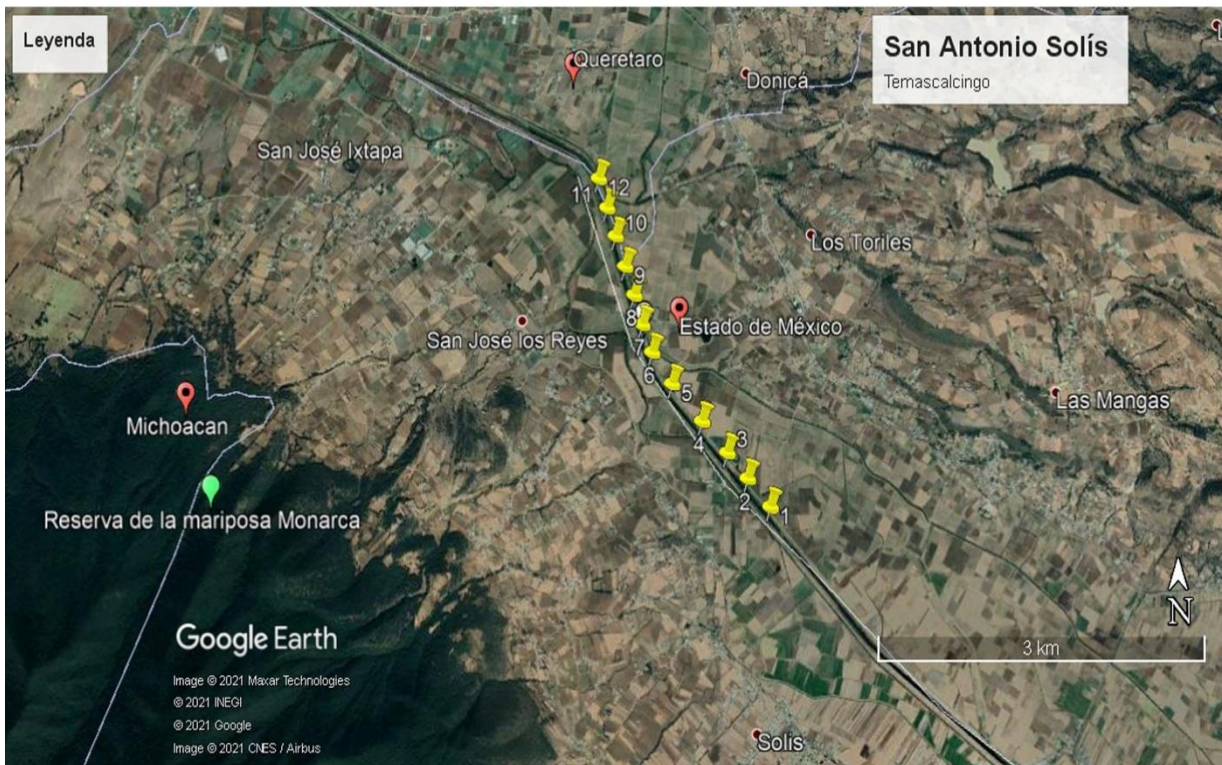 Leyenda
San Antonio Solís
Temascalcingo
Queretaro
Donicá
San José Ixtapa
12
11
10
Los Toriles
9
8
Estado de México
San José los Reyes
7
6
5
Las Mangas
Michoacan
3
4
2
1
Reserva de la mariposa Monarca
N
Google Earth
3 km
Image © 2021 Maxar Technologies
© 2021 INEGI
© 2021 Google
Image © 2021 CNES / Airbus
Solis